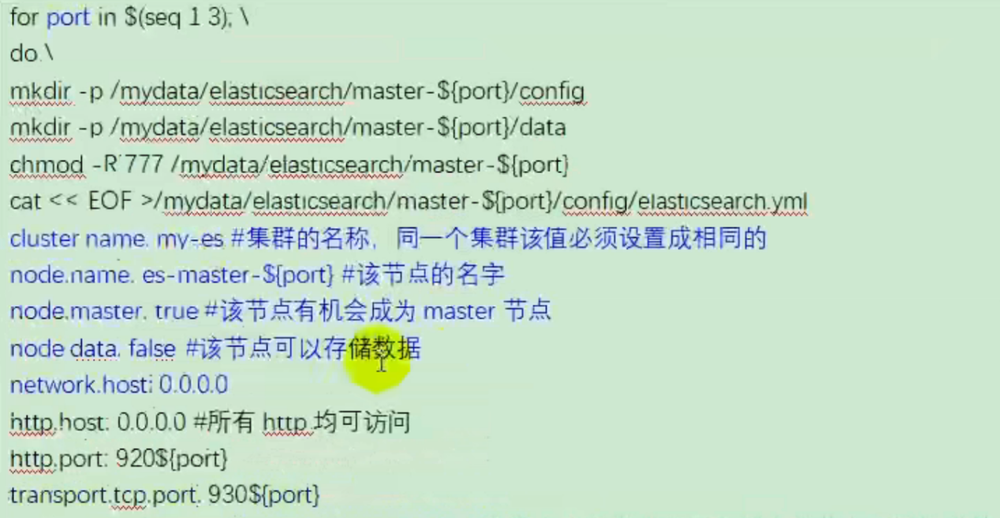 for port in $(seq 1 3); \
do \
mkdir -p /mydata/elasticsearch/master-${port}/config
mkdir -p /mydata/elasticsearch/master-${port}/data
chmod -R 777 /mydata/elasticsearch/master-${port}
cat << EOF >/mydata/elasticsearch/master-${port}/config/elasticsearch.yml
cluster.name: my-es #集群的名称，同一个集群该值必须设置成相同的
node.name: es-master-${port} #该节点的名字
node.master: true #该节点有机会成为 master 节点
node.data: false #该节点可以存储数据
network.host: 0.0.0.0
http.host: 0.0.0.0 #所有 http 均可访问
http.port: 920${port}
transport.tcp.port: 930${port}